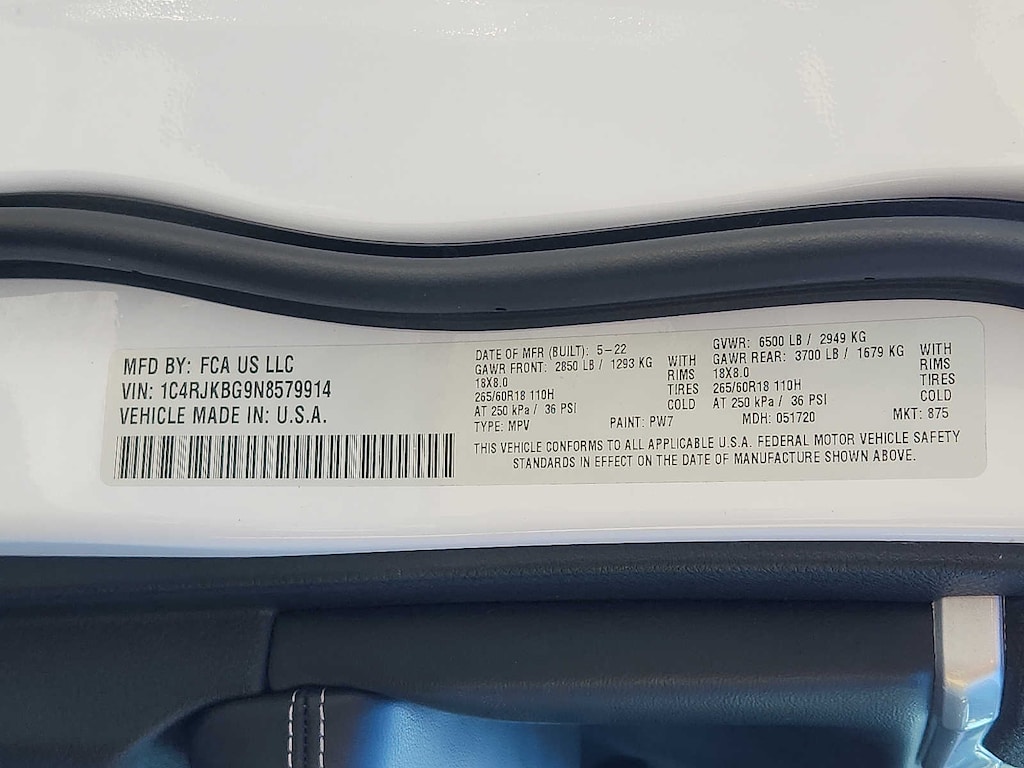 MFD BY: FCA US LLC
VIN: 1C4RJKBG9N8579914
VEHICLE MADE IN: U.S.A.
DATE OF MFR (BUILT): 5-22
GAWR FRONT: 2850 LB / 1293 KG WITH
18X8.0 RIMS
265/60R18 110H TIRES
AT 250 kPa / 36 PSI COLD
TYPE: MPV PAINT: PW7
GVWR: 6500 LB / 2949 KG
GAWR REAR: 3700 LB / 1679 KG WITH
18X8.0 RIMS
265/60R18 110H TIRES
AT 250 kPa / 36 PSI COLD
MDH: 051720 MKT: 875
THIS VEHICLE CONFORMS TO ALL APPLICABLE U.S.A. FEDERAL MOTOR VEHICLE SAFETY
STANDARDS IN EFFECT ON THE DATE OF MANUFACTURE SHOWN ABOVE.